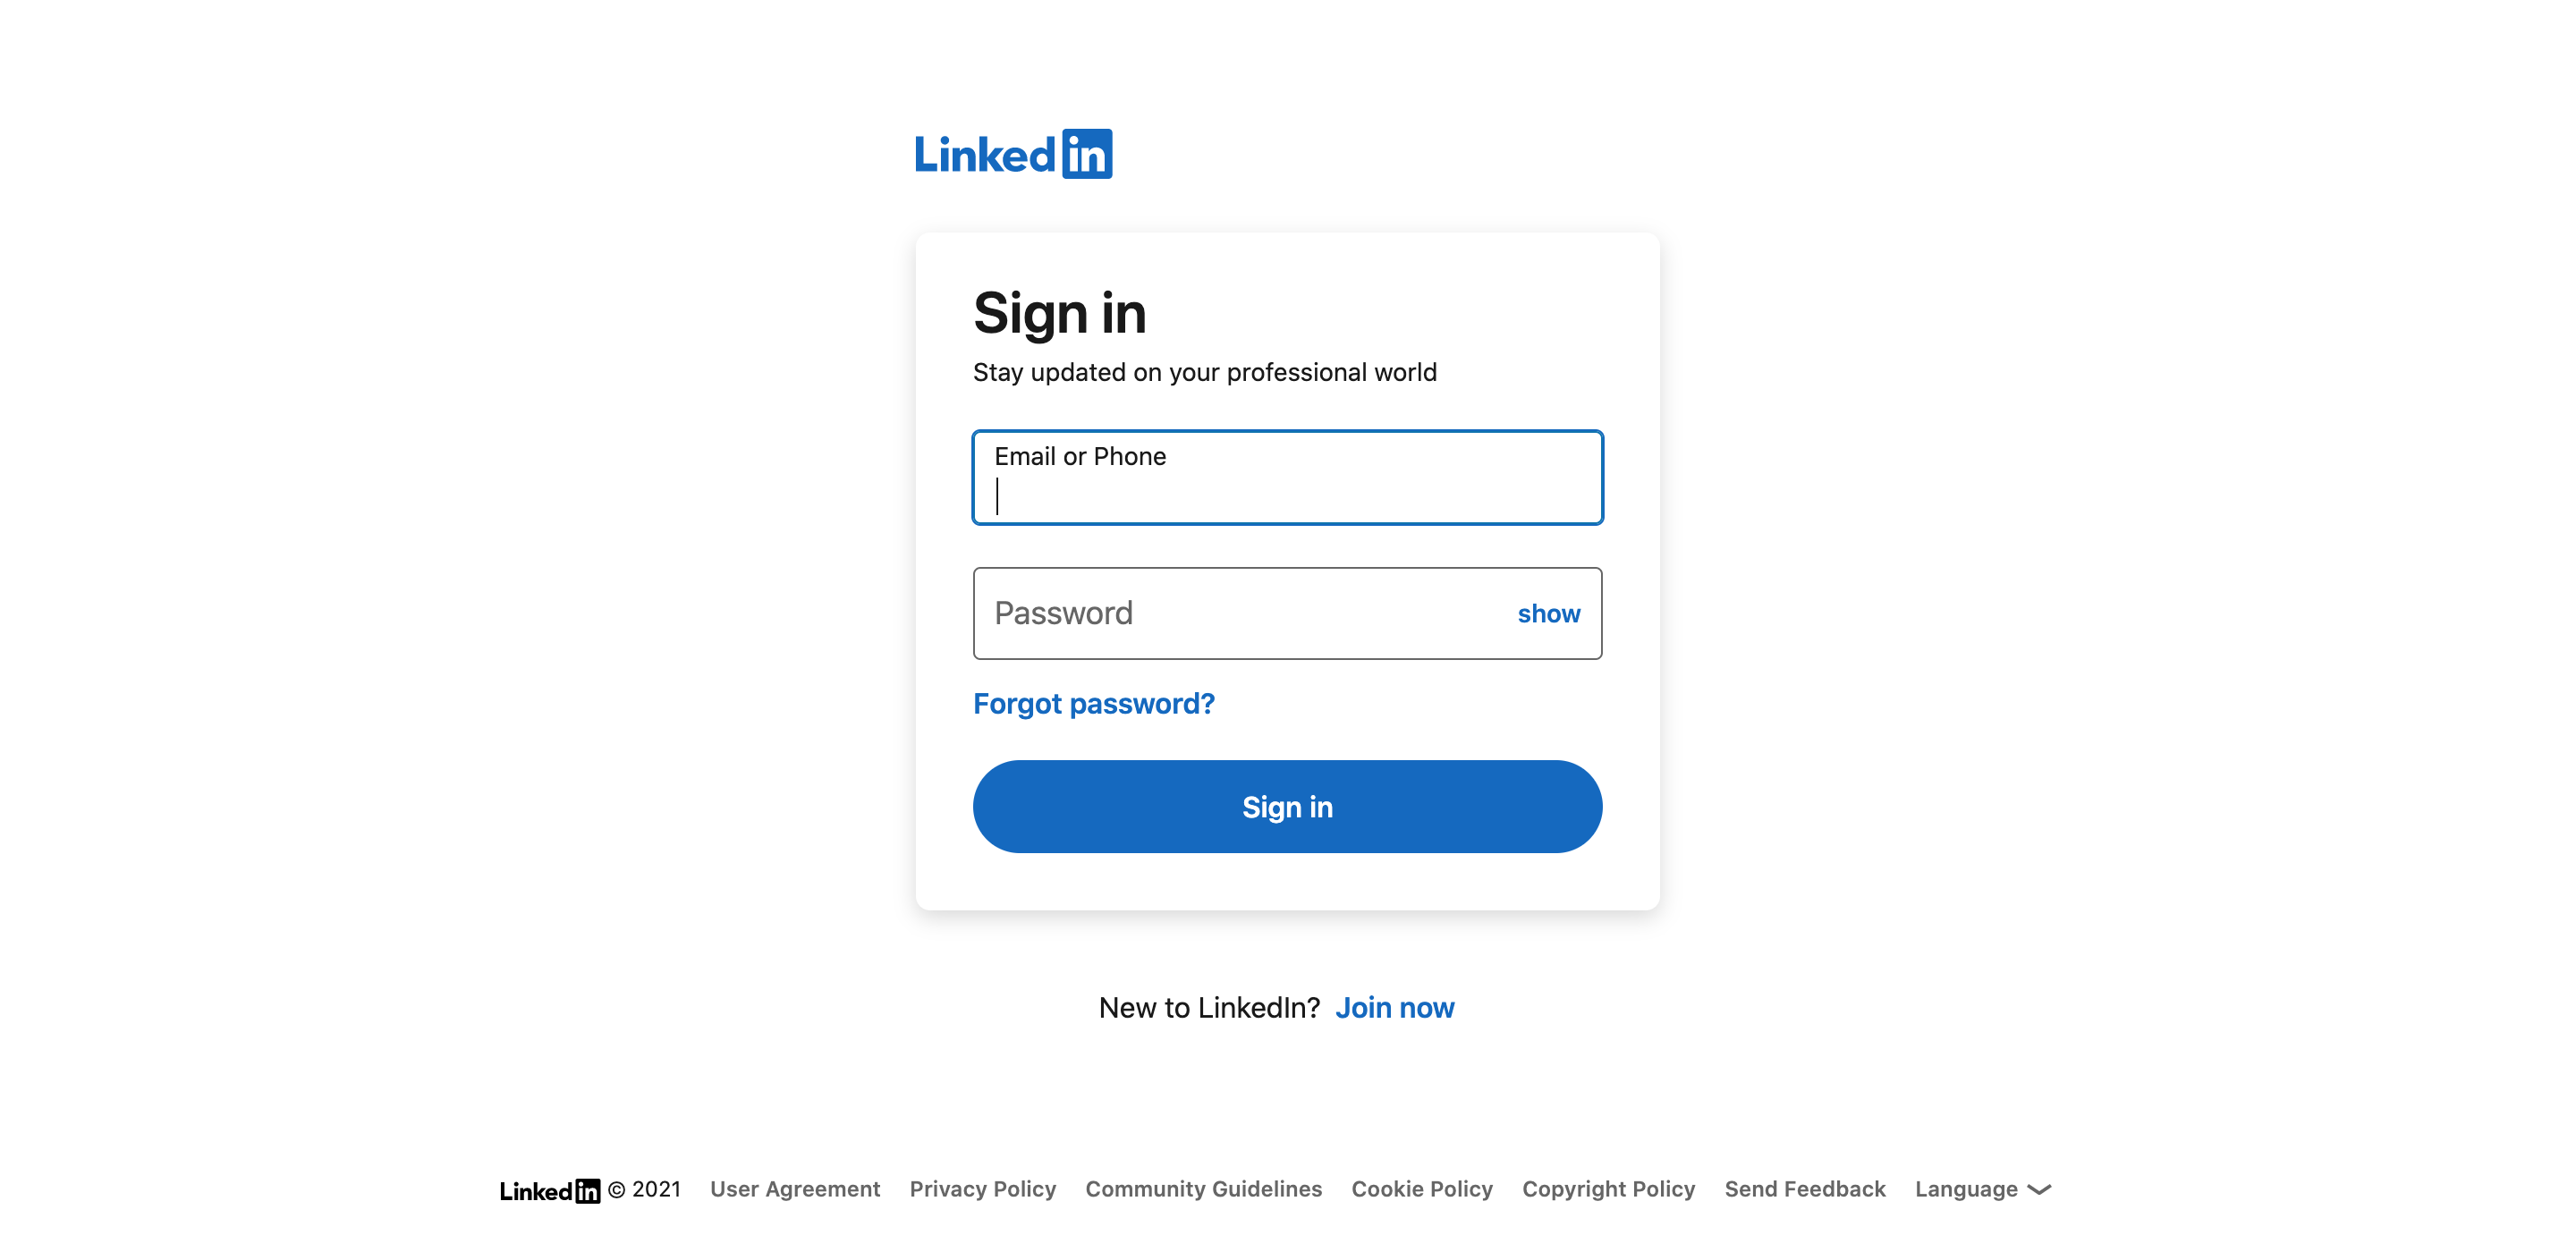 LinkedIn
Sign in
Stay updated on your professional world
Email or Phone
Password show
Forgot password?
Sign in
New to LinkedIn? Join now
LinkedIn © 2021 User Agreement Privacy Policy Community Guidelines Cookie Policy Copyright Policy Send Feedback Language